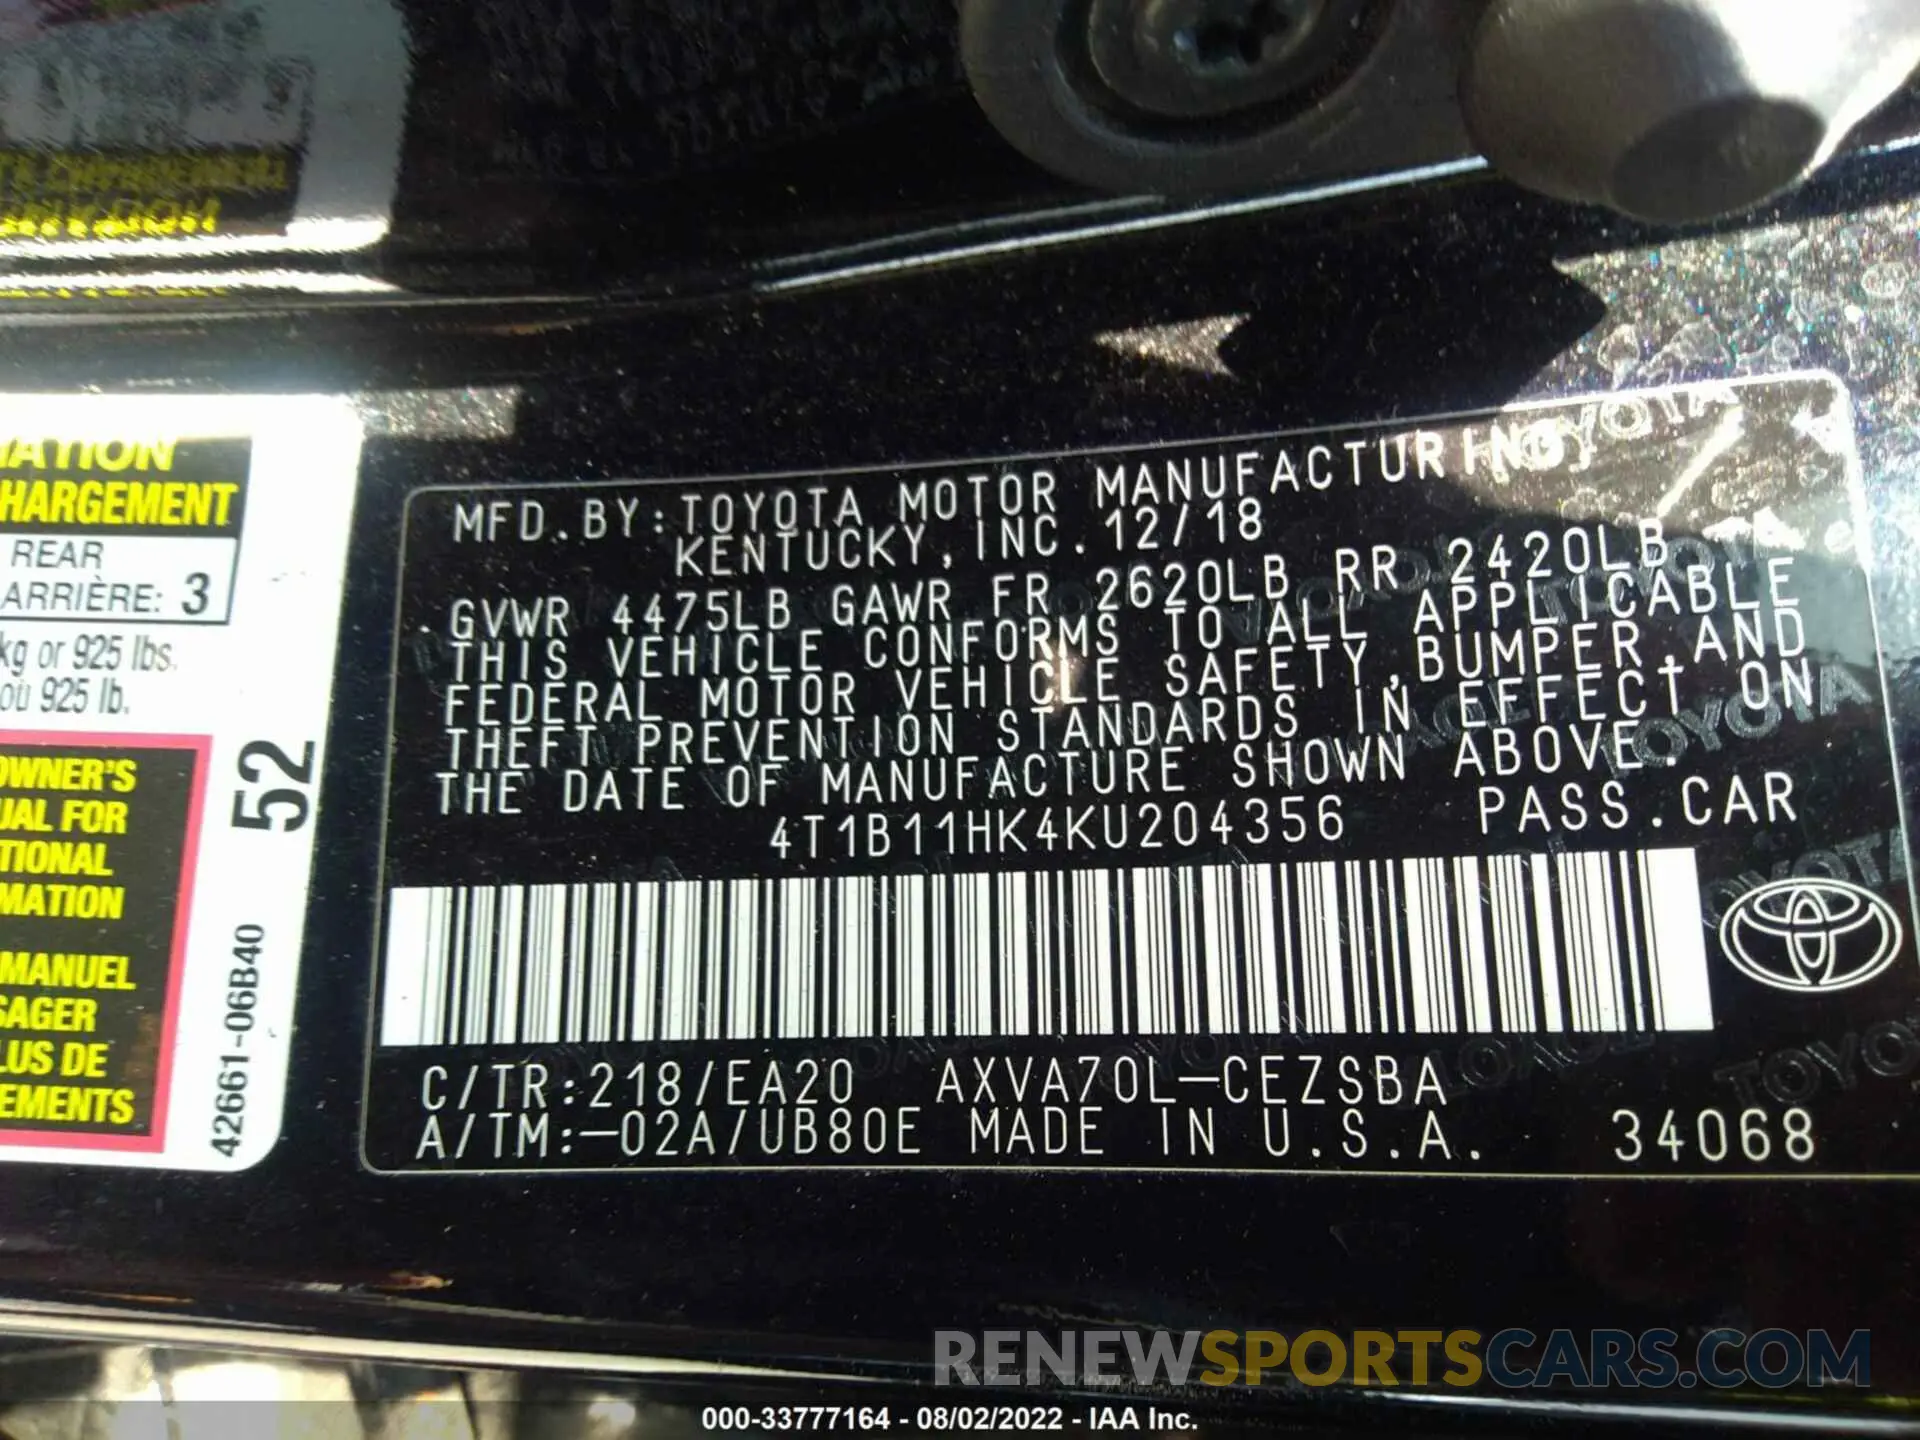 HARGEMENT
REAR
ARRIÈRE: 3
kg or 925 lbs.
où 925 lb.
OWNER'S
UAL FOR
TIONAL
MATION
MANUEL
SAGER
LUS DE
EMENTS
52
42661-06B40
MFD.BY:TOYOTA MOTOR MANUFACTURING
KENTUCKY, INC. 12/18
GVWR 4475LB GAWR FR 2620LB RR 2420LB
THIS VEHICLE CONFORMS TO ALL APPLICABLE
FEDERAL MOTOR VEHICLE SAFETY,BUMPER,AND
THEFT PREVENTION STANDARDS IN EFFECT ON
THE DATE OF MANUFACTURE SHOWN ABOVE.
4T1B11HK4KU204356 PASS.CAR
C/TR:218/EA20 AXVA70L-CEZSBA
A/TM:-02A/UB80E MADE IN U.S.A. 34068
RENEWSPORTSCARS.COM
000-33777164 - 08/02/2022 - IAA Inc.